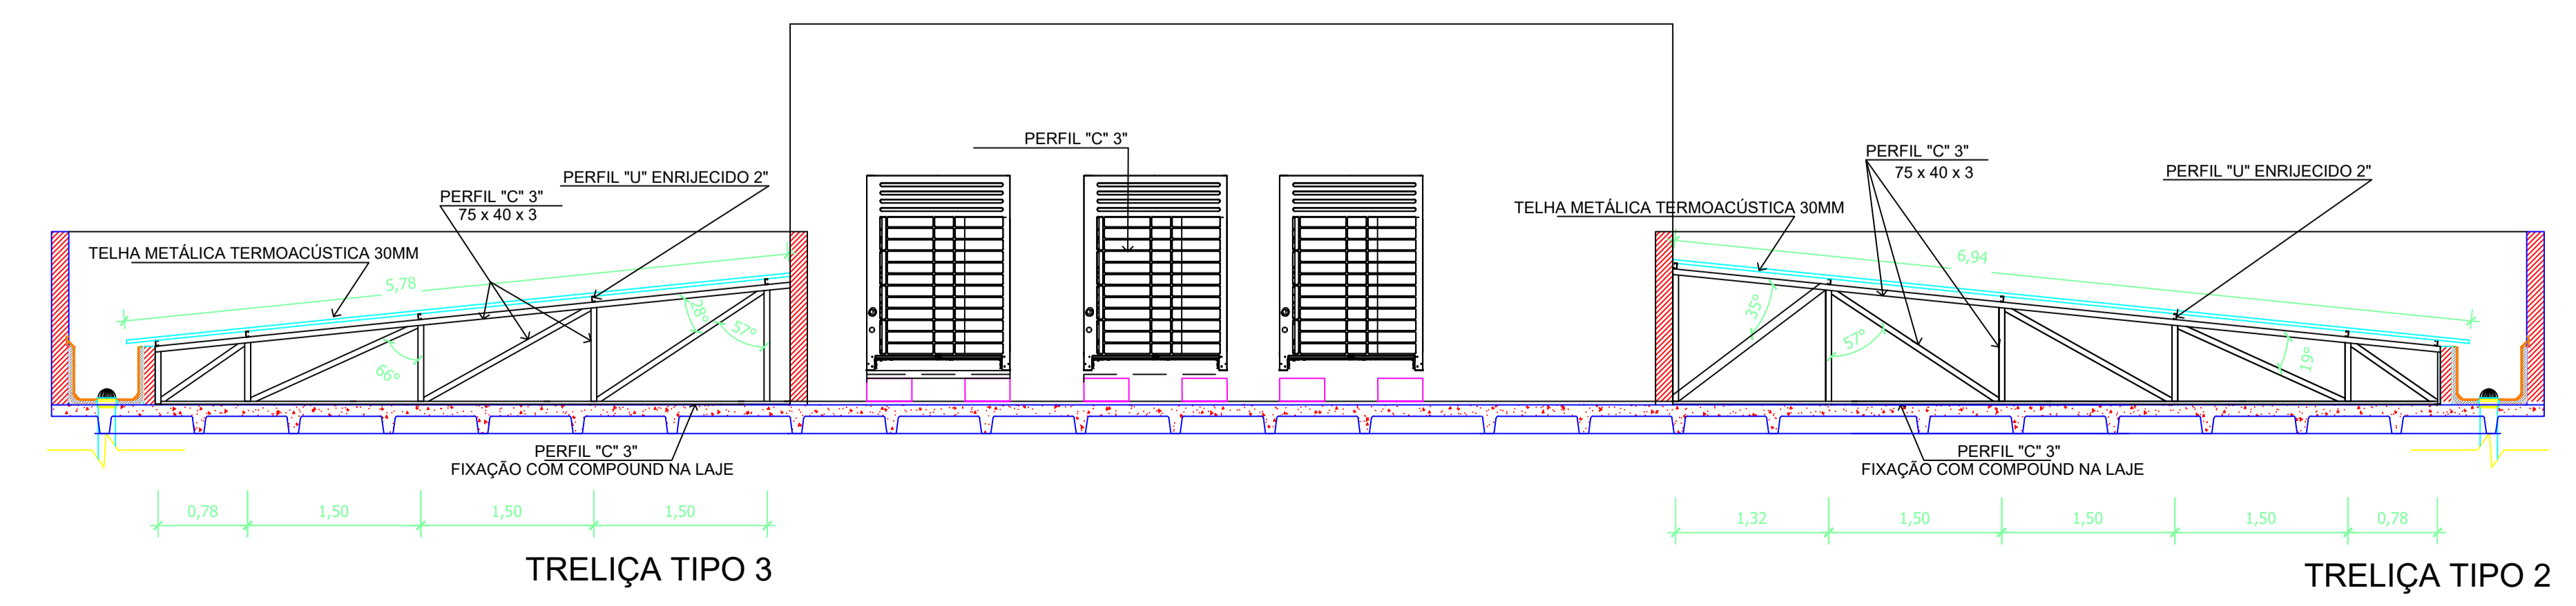 PERFIL "C" 3"
PERFIL "U" ENRIJECIDO 2"
PERFIL "C" 3"
75 x 40 x 3
TELHA METÁLICA TERMOACÚSTICA 30MM
5,78
28°
57°
66°
PERFIL "C" 3"
FIXAÇÃO COM COMPOUND NA LAJE
0,78
1,50
1,50
1,50
TRELIÇA TIPO 3
PERFIL "C" 3"
75 x 40 x 3
PERFIL "U" ENRIJECIDO 2"
TELHA METÁLICA TERMOACÚSTICA 30MM
6,94
35°
57°
19°
PERFIL "C" 3"
FIXAÇÃO COM COMPOUND NA LAJE
1,32
1,50
1,50
1,50
0,78
TRELIÇA TIPO 2